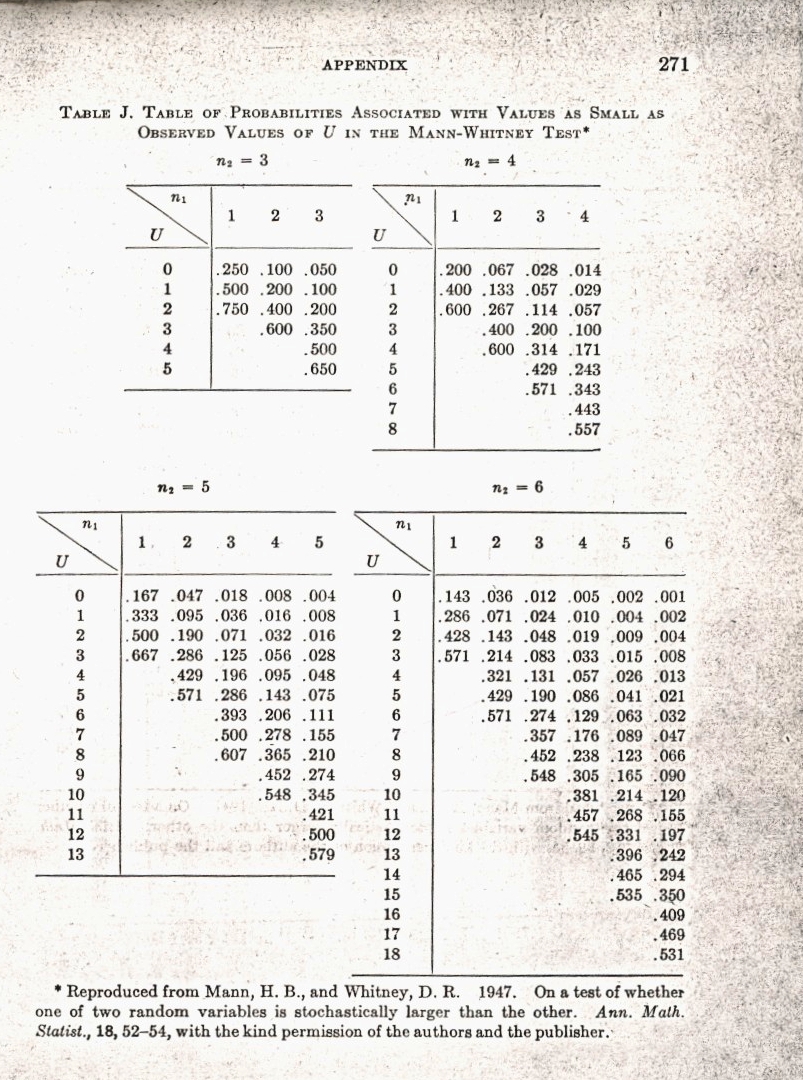 APPENDIX 271
TABLE J. TABLE OF PROBABILITIES ASSOCIATED WITH VALUES AS SMALL AS
OBSERVED VALUES OF U IN THE MANN-WHITNEY TEST*
n₂ = 3
n₁
U
1 2 3
0 .250 .100 .050
1 .500 .200 .100
2 .750 .400 .200
3 .600 .350
4 .500
5 .650
n₂ = 4
n₁
U
1 2 3 4
0 .200 .067 .028 .014
1 .400 .133 .057 .029
2 .600 .267 .114 .057
3 .400 .200 .100
4 .600 .314 .171
5 .429 .243
6 .571 .343
7 .443
8 .557
n₂ = 5
n₁
U
1 2 3 4 5
0 .167 .047 .018 .008 .004
1 .333 .095 .036 .016 .008
2 .500 .190 .071 .032 .016
3 .667 .286 .125 .056 .028
4 .429 .196 .095 .048
5 .571 .286 .143 .075
6 .393 .206 .111
7 .500 .278 .155
8 .607 .365 .210
9 .452 .274
10 .548 .345
11 .421
12 .500
13 .579
n₂ = 6
n₁
U
1 2 3 4 5 6
0 .143 .036 .012 .005 .002 .001
1 .286 .071 .024 .010 .004 .002
2 .428 .143 .048 .019 .009 .004
3 .571 .214 .083 .033 .015 .008
4 .321 .131 .057 .026 .013
5 .429 .190 .086 .041 .021
6 .571 .274 .129 .063 .032
7 .357 .176 .089 .047
8 .452 .238 .123 .066
9 .548 .305 .165 .090
10 .381 .214 .120
11 .457 .268 .155
12 .545 .331 .197
13 .396 .242
14 .465 .294
15 .535 .350
16 .409
17 .469
18 .531
* Reproduced from Mann, H. B., and Whitney, D. R. 1947. On a test of whether
one of two random variables is stochastically larger than the other. Ann. Math.
Statist., 18, 52–54, with the kind permission of the authors and the publisher.